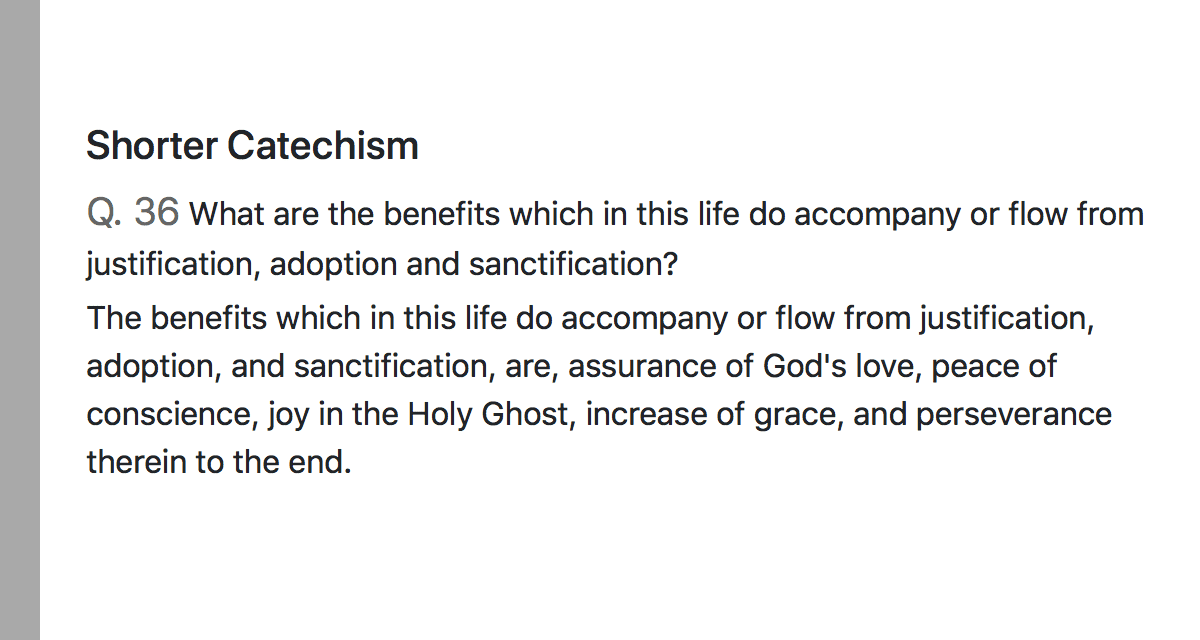 Shorter Catechism
Q. 36 What are the benefits which in this life do accompany or flow from
justification, adoption and sanctification?
The benefits which in this life do accompany or flow from justification,
adoption, and sanctification, are, assurance of God's love, peace of
conscience, joy in the Holy Ghost, increase of grace, and perseverance
therein to the end.